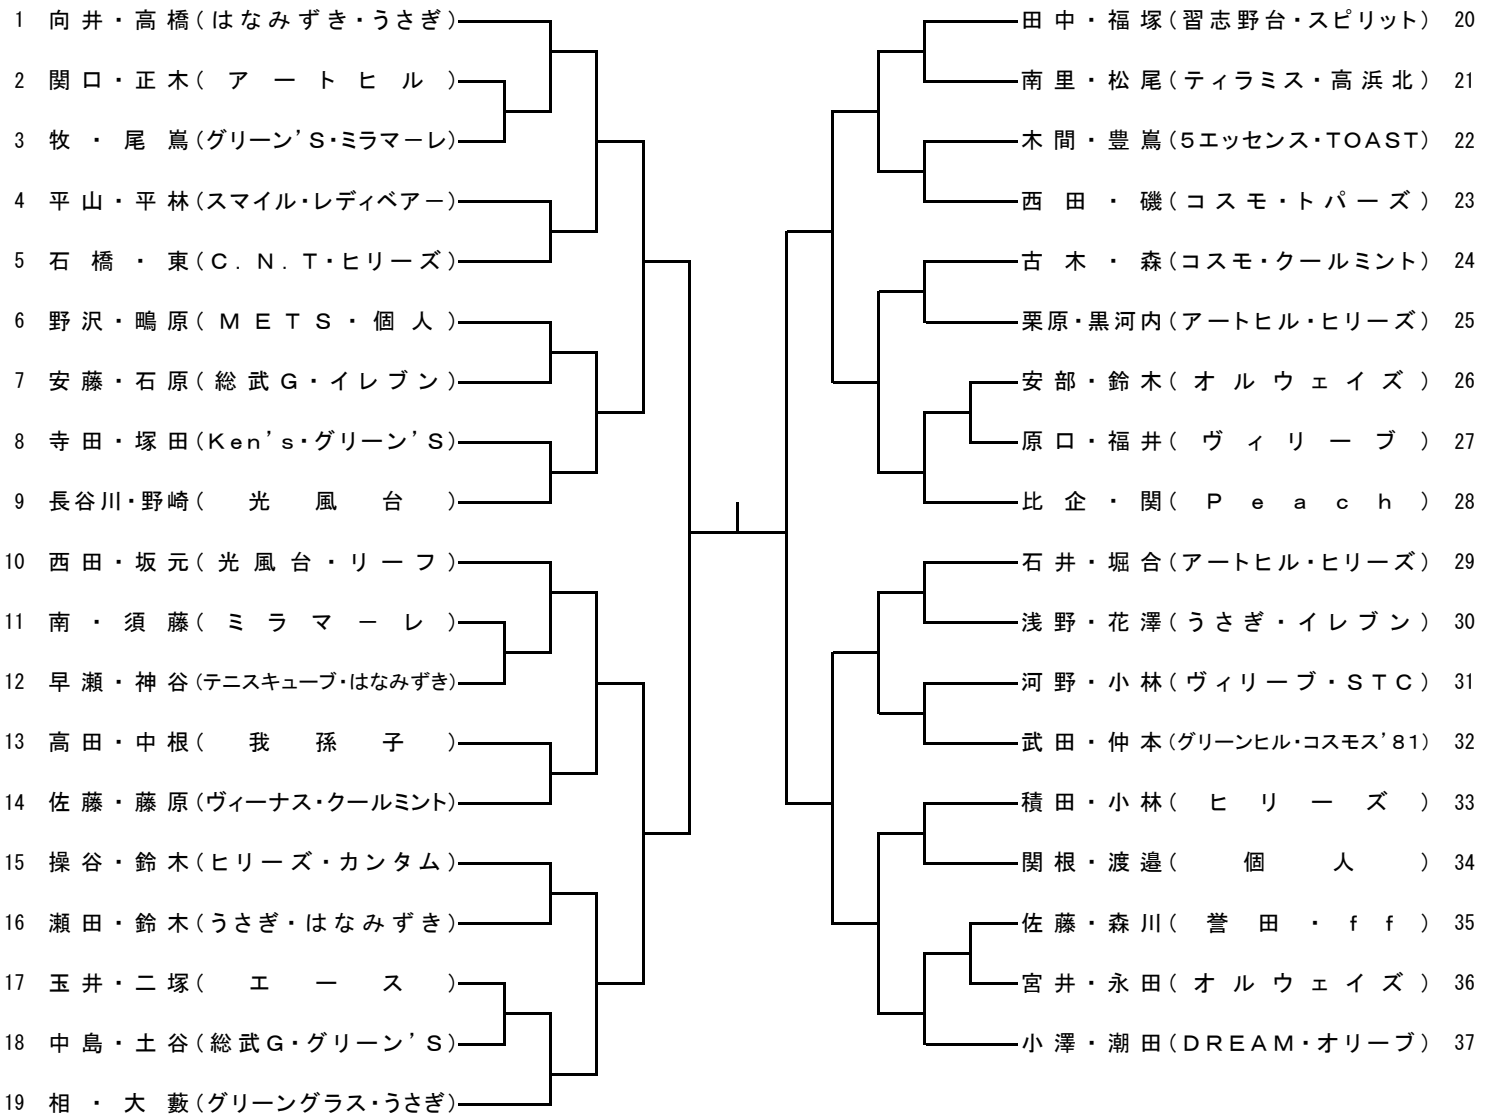 1 向井・高橋(はなみずき・うさぎ)
2 関口・正木(アートヒル)
3 牧・尾嶌(グリーン’S・ミラマーレ)
4 平山・平林(スマイル・レディベアー)
5 石橋・東(C.N.T・ヒリーズ)
6 野沢・鴫原(METS・個人)
7 安藤・石原(総武G・イレブン)
8 寺田・塚田(Ken’s・グリーン’S)
9 長谷川・野崎(光風台)
10 西田・坂元(光風台・リーフ)
11 南・須藤(ミラマーレ)
12 早瀬・神谷(テニスキューブ・はなみずき)
13 高田・中根(我孫子)
14 佐藤・藤原(ヴィーナス・クールミント)
15 操谷・鈴木(ヒリーズ・カンタム)
16 瀬田・鈴木(うさぎ・はなみずき)
17 玉井・二塚(エース)
18 中島・土谷(総武G・グリーン’S)
19 相・大藪(グリーングラス・うさぎ)
田中・福塚(習志野台・スピリット) 20
南里・松尾(ティラミス・高浜北) 21
木間・豊嶌(5エッセンス・TOAST) 22
西田・磯(コスモ・トパーズ) 23
古木・森(コスモ・クールミント) 24
栗原・黒河内(アートヒル・ヒリーズ) 25
安部・鈴木(オルウェイズ) 26
原口・福井(ヴィリーブ) 27
比企・関(Peach) 28
石井・堀合(アートヒル・ヒリーズ) 29
浅野・花澤(うさぎ・イレブン) 30
河野・小林(ヴィリーブ・STC) 31
武田・仲本(グリーンヒル・コスモス’81) 32
積田・小林(ヒリーズ) 33
関根・渡邉(個人) 34
佐藤・森川(誉田・ff) 35
宮井・永田(オルウェイズ) 36
小澤・潮田(DREAM・オリーブ) 37